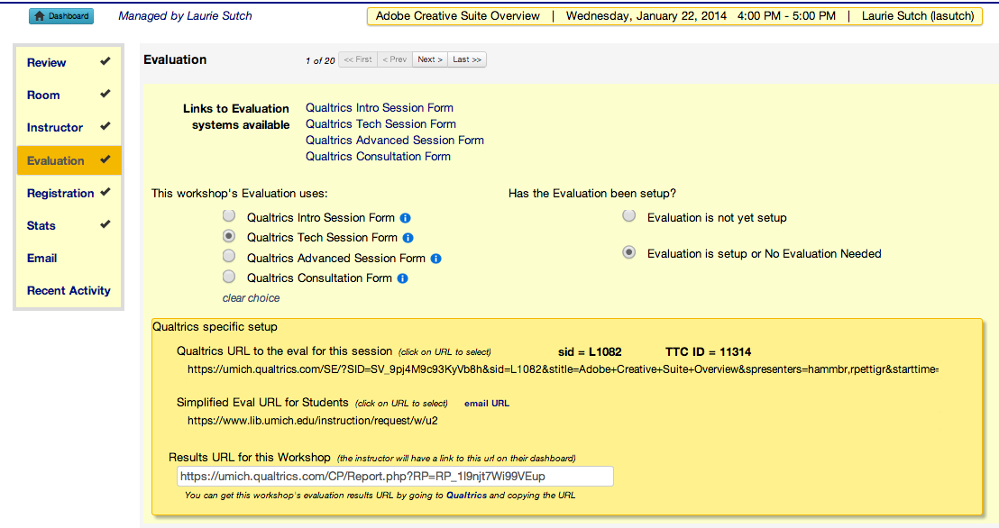 Dashboard Managed by Laurie Sutch Adobe Creative Suite Overview | Wednesday, January 22, 2014 4:00 PM - 5:00 PM | Laurie Sutch (lasutch)
Review
Room
Instructor
Evaluation
Registration
Stats
Email
Recent Activity
Evaluation 1 of 20 << First < Prev Next > Last >>
Links to Evaluation systems available
Qualtrics Intro Session Form
Qualtrics Tech Session Form
Qualtrics Advanced Session Form
Qualtrics Consultation Form
This workshop's Evaluation uses:
Qualtrics Intro Session Form
Qualtrics Tech Session Form
Qualtrics Advanced Session Form
Qualtrics Consultation Form
clear choice
Has the Evaluation been setup?
Evaluation is not yet setup
Evaluation is setup or No Evaluation Needed
Qualtrics specific setup
Qualtrics URL to the eval for this session (click on URL to select) sid = L1082 TTC ID = 11314
https://umich.qualtrics.com/SE/?SID=SV_9pj4M9c93KyVb8h&sid=L1082&stitle=Adobe+Creative+Suite+Overview&spresenters=hammbr,rpettigr&starttime=
Simplified Eval URL for Students (click on URL to select) email URL
https://www.lib.umich.edu/instruction/request/w/u2
Results URL for this Workshop (the instructor will have a link to this url on their dashboard)
https://umich.qualtrics.com/CP/Report.php?RP=RP_1l9njt7Wi99VEup
You can get this workshop's evaluation results URL by going to Qualtrics and copying the URL